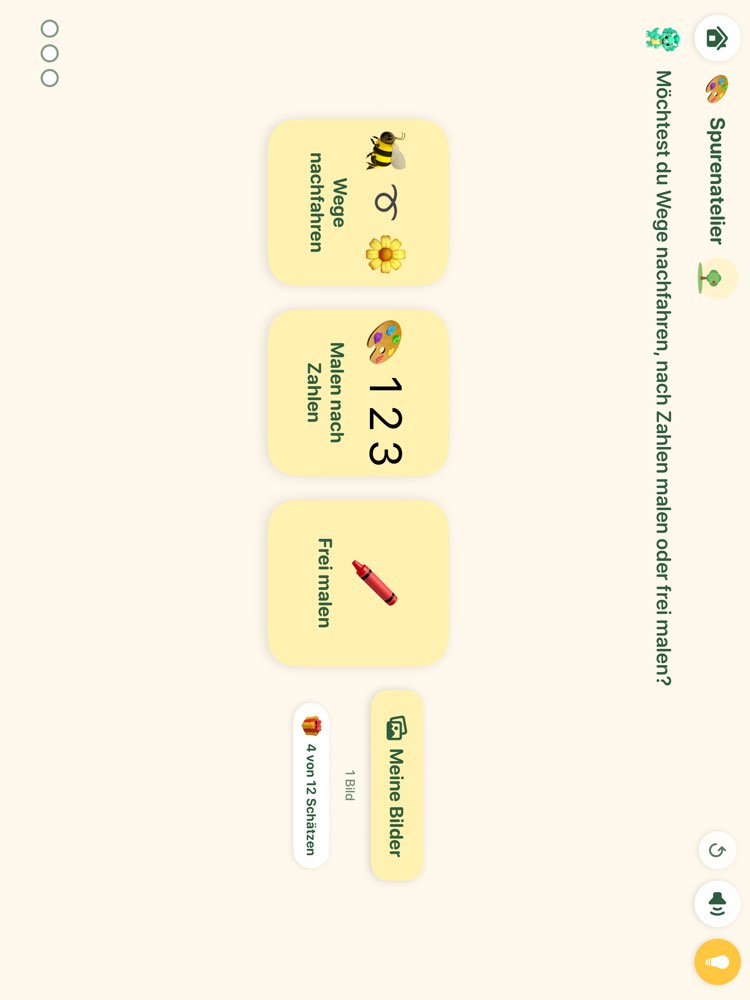 Spurenatelier
Möchtest du Wege nachfahren, nach Zahlen malen oder frei malen?
Wege
nachfahren
1 2 3
Malen nach
Zahlen
Frei malen
Meine Bilder
1 Bild
4 von 12 Schätzen